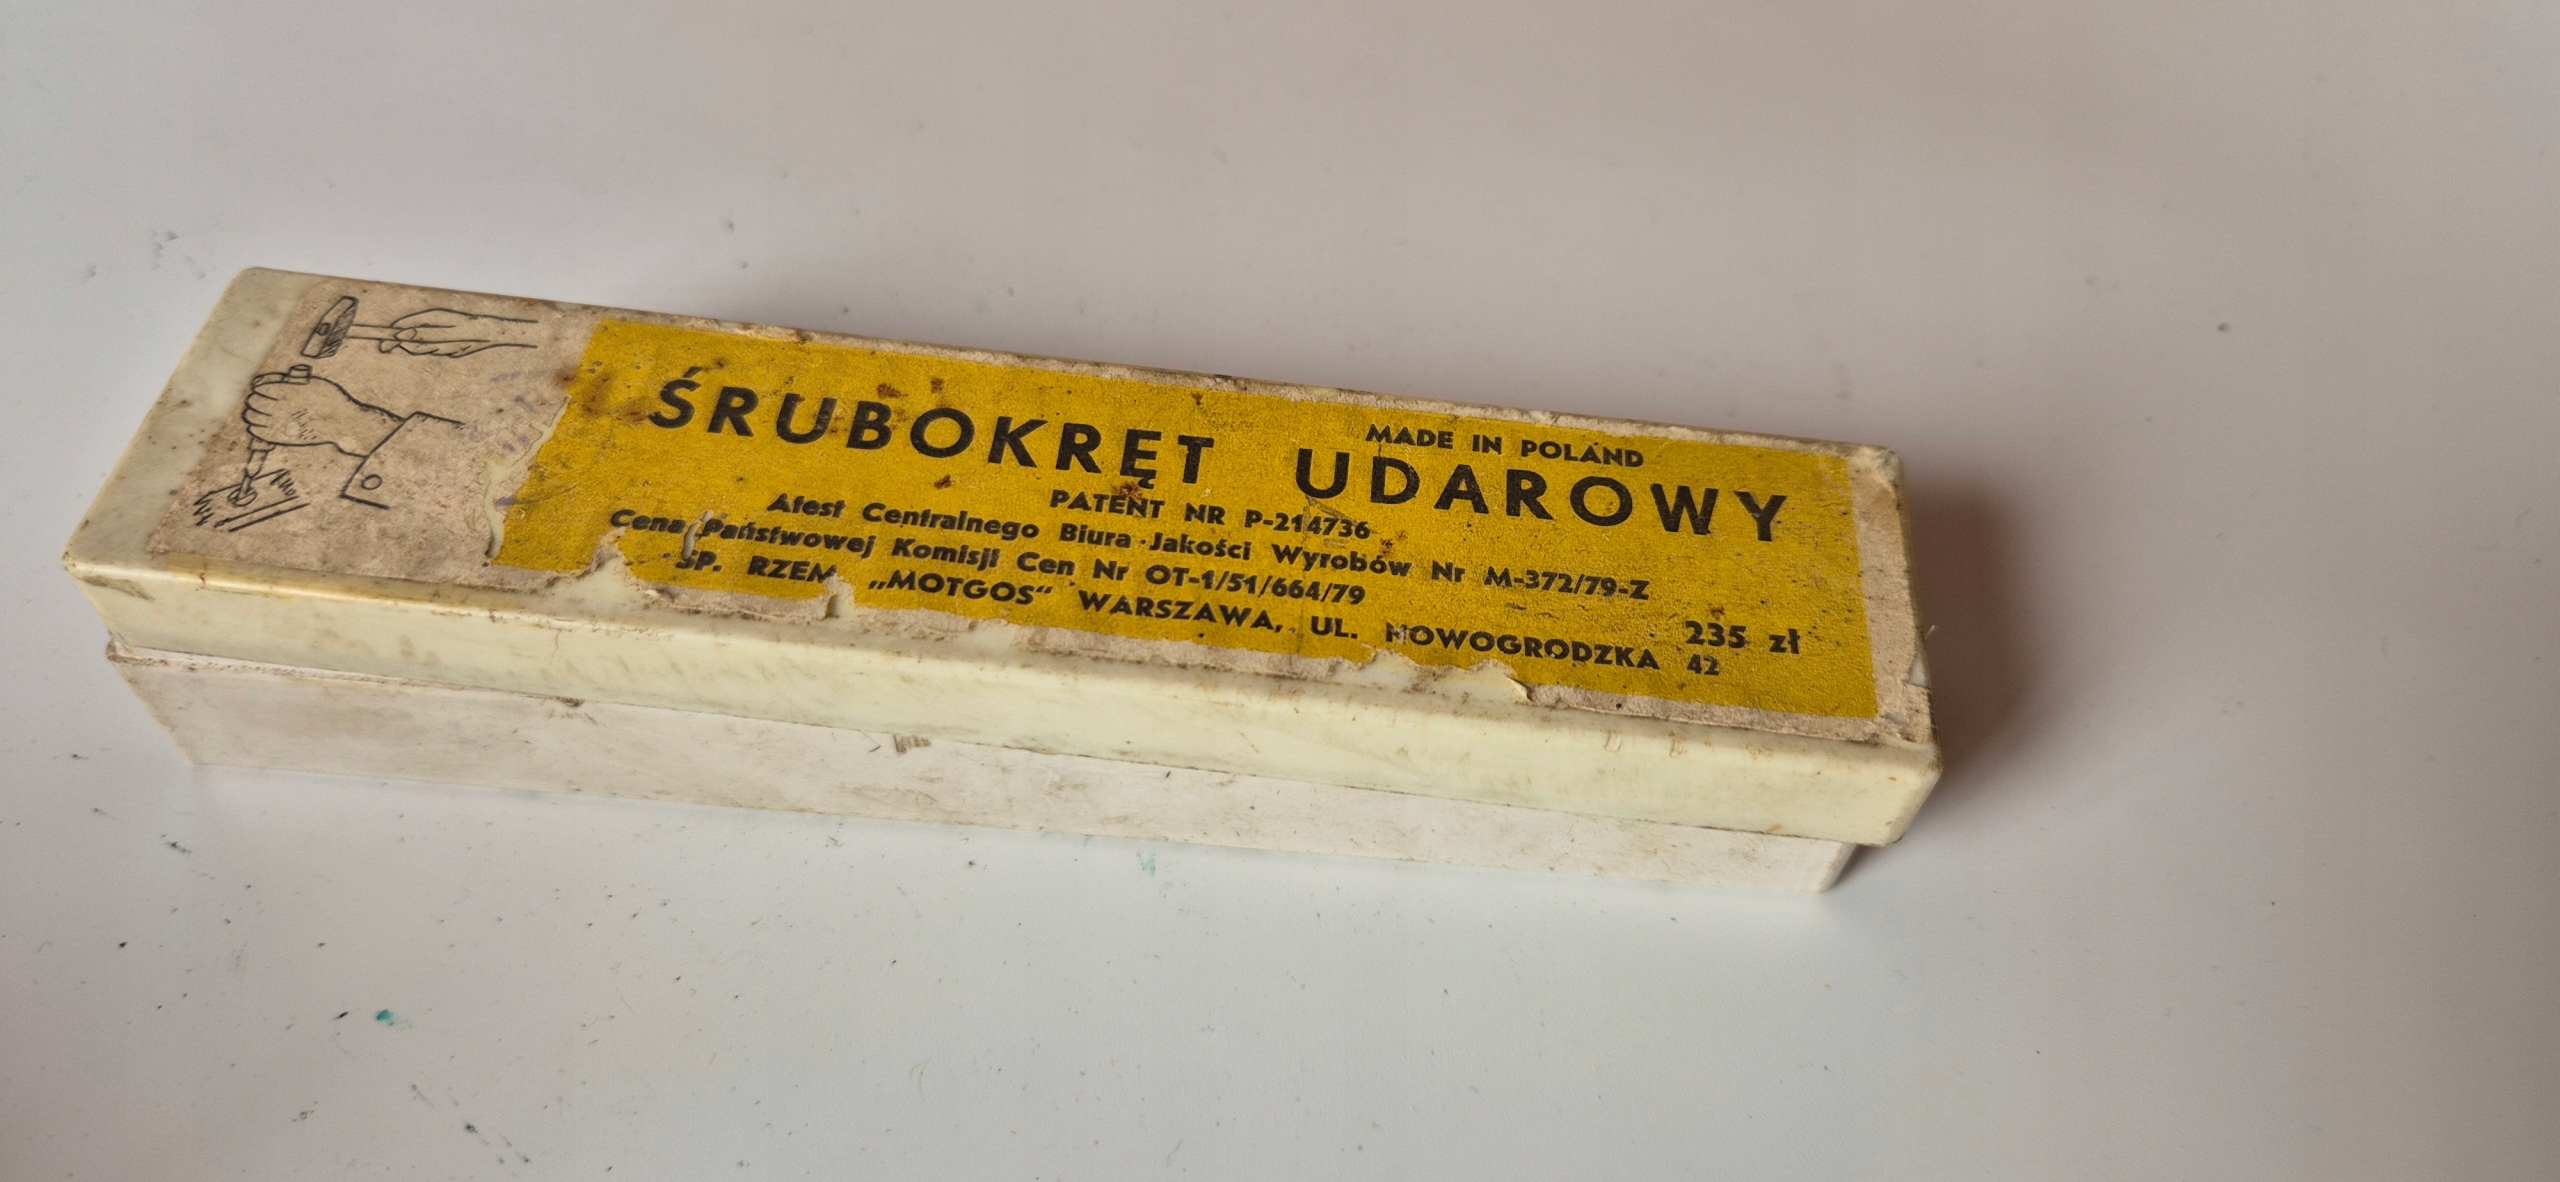 MADE IN POLAND
ŚRUBOKRĘT UDAROWY
PATENT NR P-214736
Atest Centralnego Biura Jakości Wyrobów Nr M-372/79-Z
Cena Państwowej Komisji Cen Nr OT-1/51/664/79 235 zł
SP. RZEM „MOTGOS“ WARSZAWA, UL. NOWOGRODZKA 42